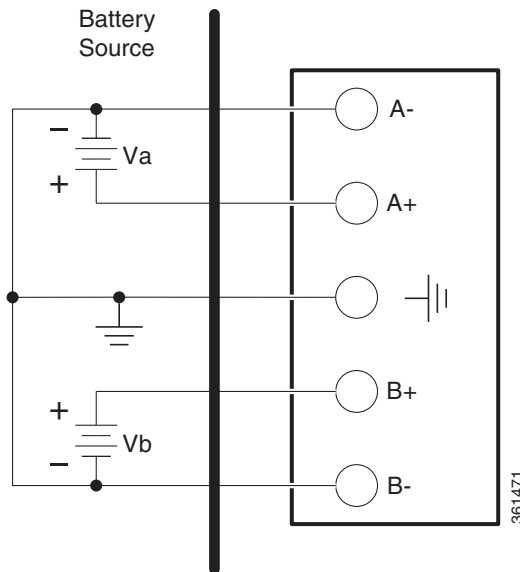 Battery
Source
A-
−
Va
+
A+
+
B+
Vb
−
B-
361471